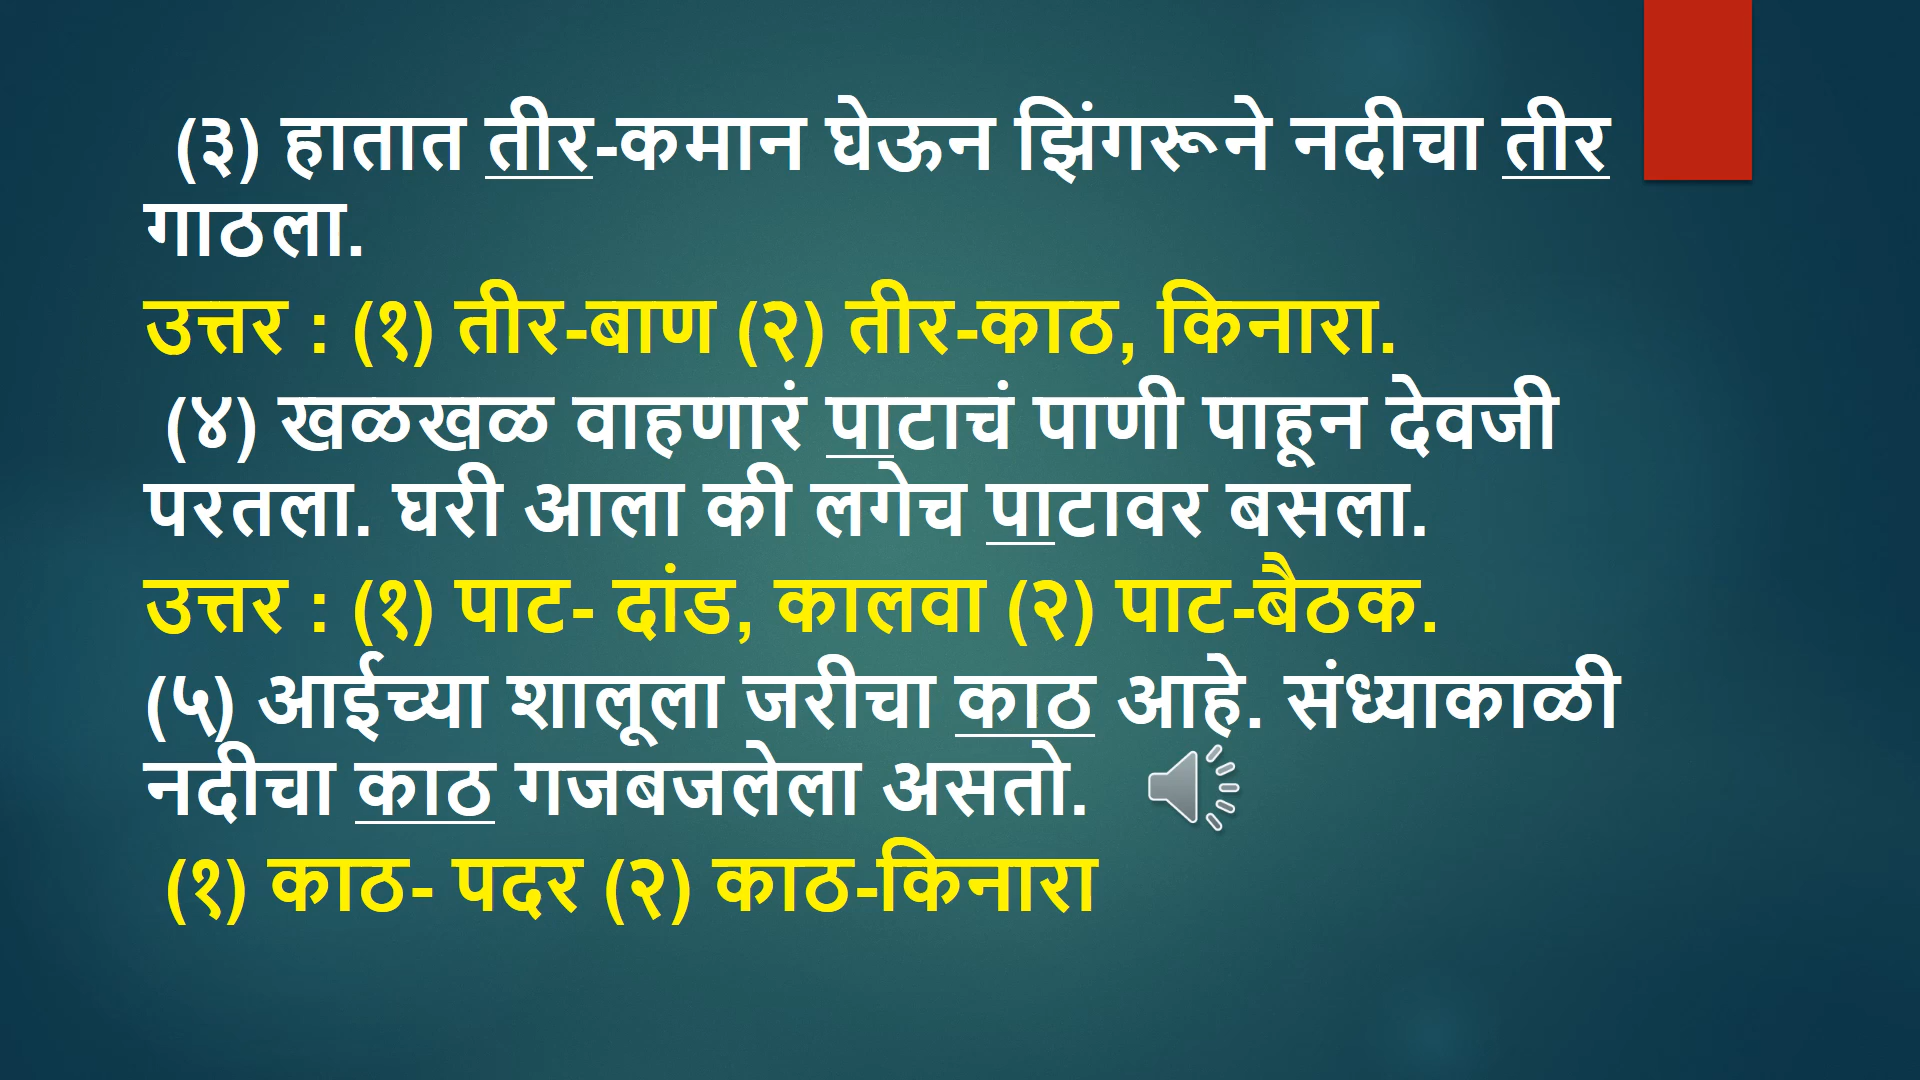 (३) हातात तीर-कमान घेऊन झिंगरूने नदीचा तीर
गाठला.
उत्तर : (१) तीर-बाण (२) तीर-काठ, किनारा.
(४) खळखळ वाहणारं पाटाचं पाणी पाहून देवजी
परतला. घरी आला की लगेच पाटावर बसला.
उत्तर : (१) पाट- दांड, कालवा (२) पाट-बैठक.
(५) आईच्या शालूला जरीचा काठ आहे. संध्याकाळी
नदीचा काठ गजबजलेला असतो.
(१) काठ- पदर (२) काठ-किनारा